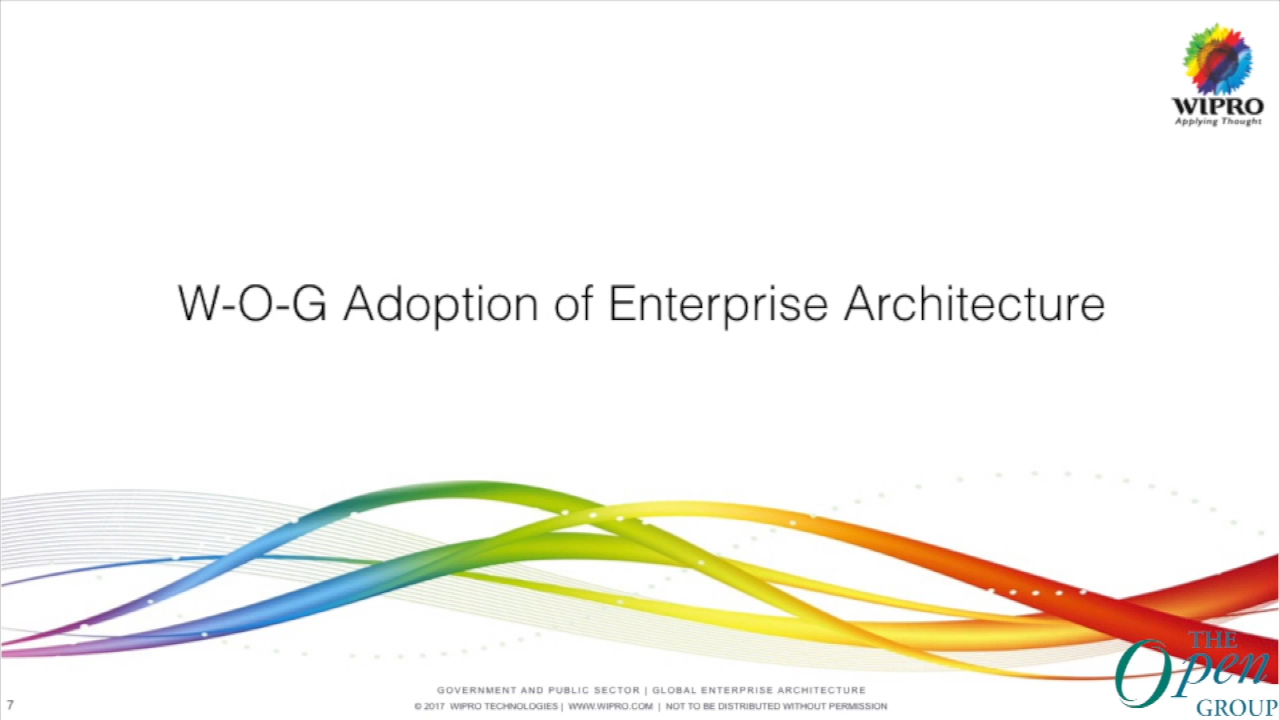 WIPRO
Applying Thought
W-O-G Adoption of Enterprise Architecture
GOVERNMENT AND PUBLIC SECTOR | GLOBAL ENTERPRISE ARCHITECTURE
7
© 2017 WIPRO TECHNOLOGIES | WWW.WIPRO.COM | NOT TO BE DISTRIBUTED WITHOUT PERMISSION
THE
Open
GROUP